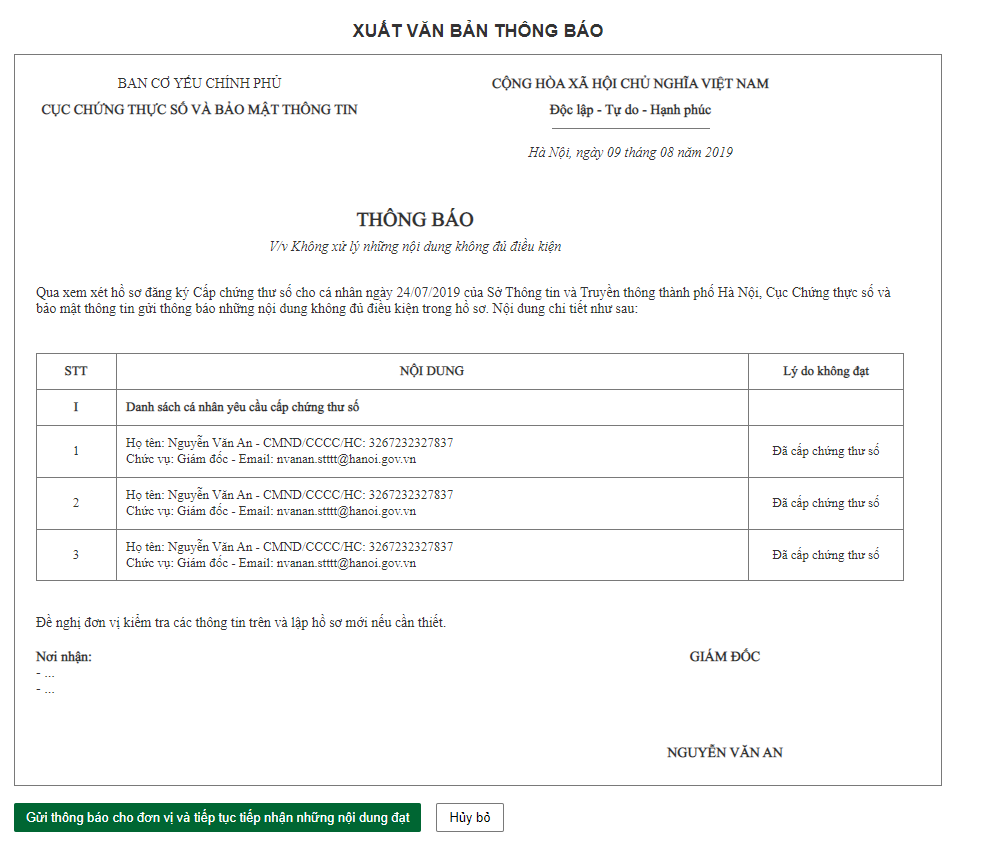 XUẤT VĂN BẢN THÔNG BÁO
BAN CƠ YẾU CHÍNH PHỦ
CỤC CHỨNG THỰC SỐ VÀ BẢO MẬT THÔNG TIN
CỘNG HÒA XÃ HỘI CHỦ NGHĨA VIỆT NAM
Độc lập - Tự do - Hạnh phúc
Hà Nội, ngày 09 tháng 08 năm 2019
THÔNG BÁO
V/v Không xử lý những nội dung không đủ điều kiện
Qua xem xét hồ sơ đăng ký Cấp chứng thư số cho cá nhân ngày 24/07/2019 của Sở Thông tin và Truyền thông thành phố Hà Nội, Cục Chứng thực số và
bảo mật thông tin gửi thông báo những nội dung không đủ điều kiện trong hồ sơ. Nội dung chi tiết như sau:
STT NỘI DUNG Lý do không đạt
I Danh sách cá nhân yêu cầu cấp chứng thư số
1 Họ tên: Nguyễn Văn An - CMND/CCCC/HC: 3267232327837
Chức vụ: Giám đốc - Email: nvanan.stttt@hanoi.gov.vn
Đã cấp chứng thư số
2 Họ tên: Nguyễn Văn An - CMND/CCCC/HC: 3267232327837
Chức vụ: Giám đốc - Email: nvanan.stttt@hanoi.gov.vn
Đã cấp chứng thư số
3 Họ tên: Nguyễn Văn An - CMND/CCCC/HC: 3267232327837
Chức vụ: Giám đốc - Email: nvanan.stttt@hanoi.gov.vn
Đã cấp chứng thư số
Đề nghị đơn vị kiểm tra các thông tin trên và lập hồ sơ mới nếu cần thiết.
Nơi nhận:
- ...
- ...
GIÁM ĐỐC
NGUYỄN VĂN AN
Gửi thông báo cho đơn vị và tiếp tục tiếp nhận những nội dung đạt
Hủy bỏ